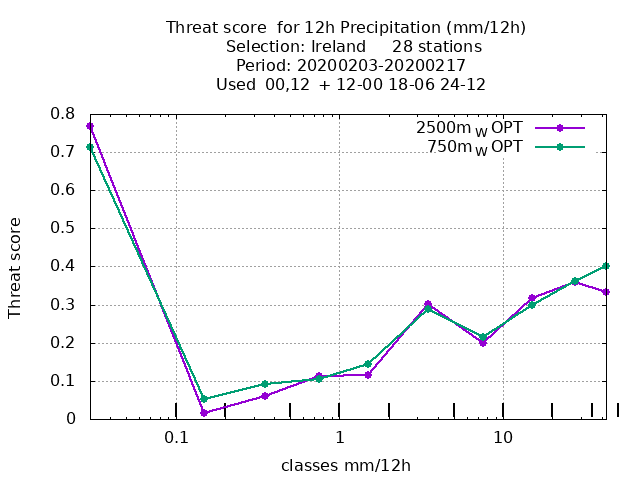 Threat score  for 12h Precipitation (mm/12h)
Selection: Ireland     28 stations
Period: 20200203-20200217
Used  00,12  + 12-00 18-06 24-12
2500m W OPT
750m W OPT
0.8
0.7
0.6
0.5
0.4
0.3
0.2
0.1
0
Threat score
0.1 1 10
classes mm/12h